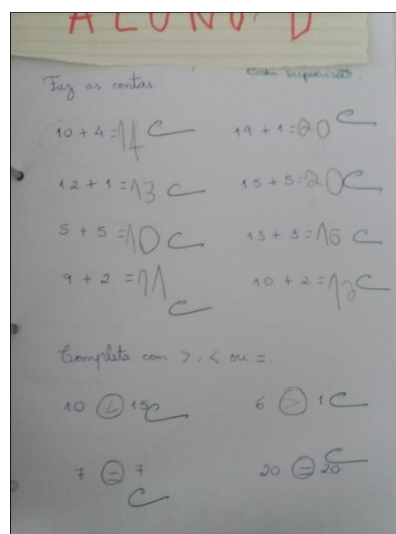 ALUNO D
com supervisão.
Faz as contas.
10 + 4 = 14 C 19 + 1 = 20 C
12 + 1 = 13 C 15 + 5 = 20 C
5 + 5 = 10 C 13 + 3 = 16 C
9 + 2 = 11 C 10 + 2 = 12 C
Completa com >, < ou =.
10 < 15 C 6 > 1 C
7 = 7 C 20 = 20 C